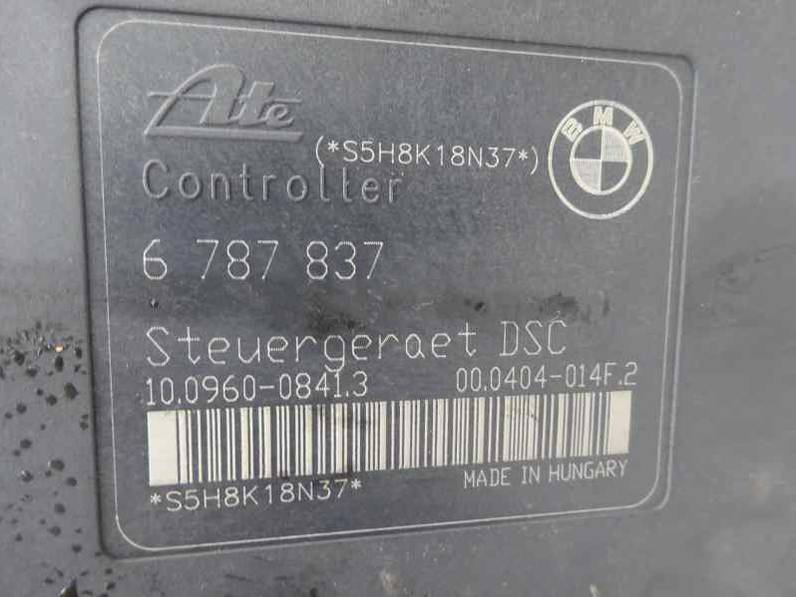 Ate
(*S5H8K18N37*)
BMW
Controller
6 787 837
Steuergeraet DSC
10.0960-0841.3 00.0404-014F.2
MADE IN HUNGARY
*S5H8K18N37*